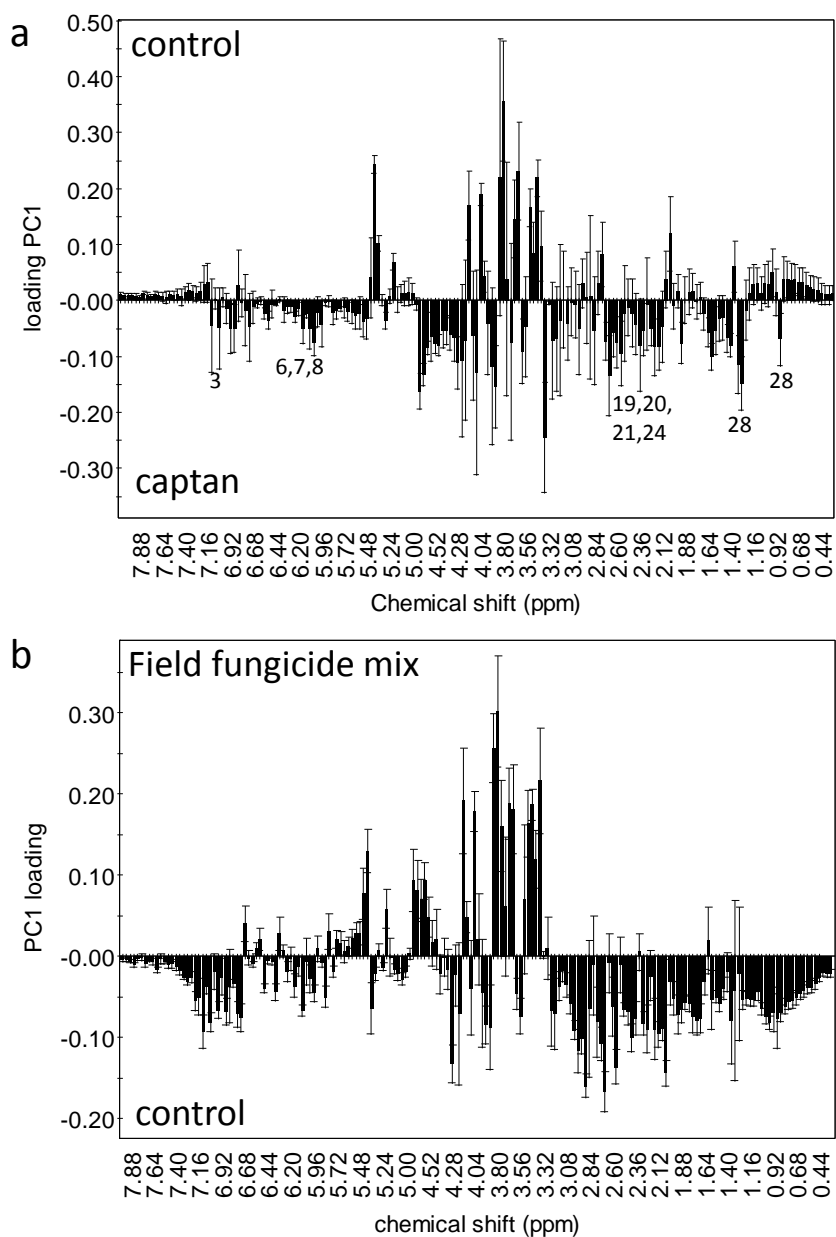 a
control
0.50
0.40
0.30
0.20
0.10
-0.00
-0.10
-0.20
-0.30
loading PC1
3
6,7,8
19,20,
21,24
28
28
captan
7.88 7.64 7.40 7.16 6.92 6.68 6.44 6.20 5.96 5.72 5.48 5.24 5.00 4.52 4.28 4.04 3.80 3.56 3.32 3.08 2.84 2.60 2.36 2.12 1.88 1.64 1.40 1.16 0.92 0.68 0.44
Chemical shift (ppm)
b
Field fungicide mix
0.30
0.20
0.10
-0.00
-0.10
-0.20
PC1 loading
control
7.88 7.64 7.40 7.16 6.92 6.68 6.44 6.20 5.96 5.72 5.48 5.24 5.00 4.52 4.28 4.04 3.80 3.56 3.32 3.08 2.84 2.60 2.36 2.12 1.88 1.64 1.40 1.16 0.92 0.68 0.44
chemical shift (ppm)